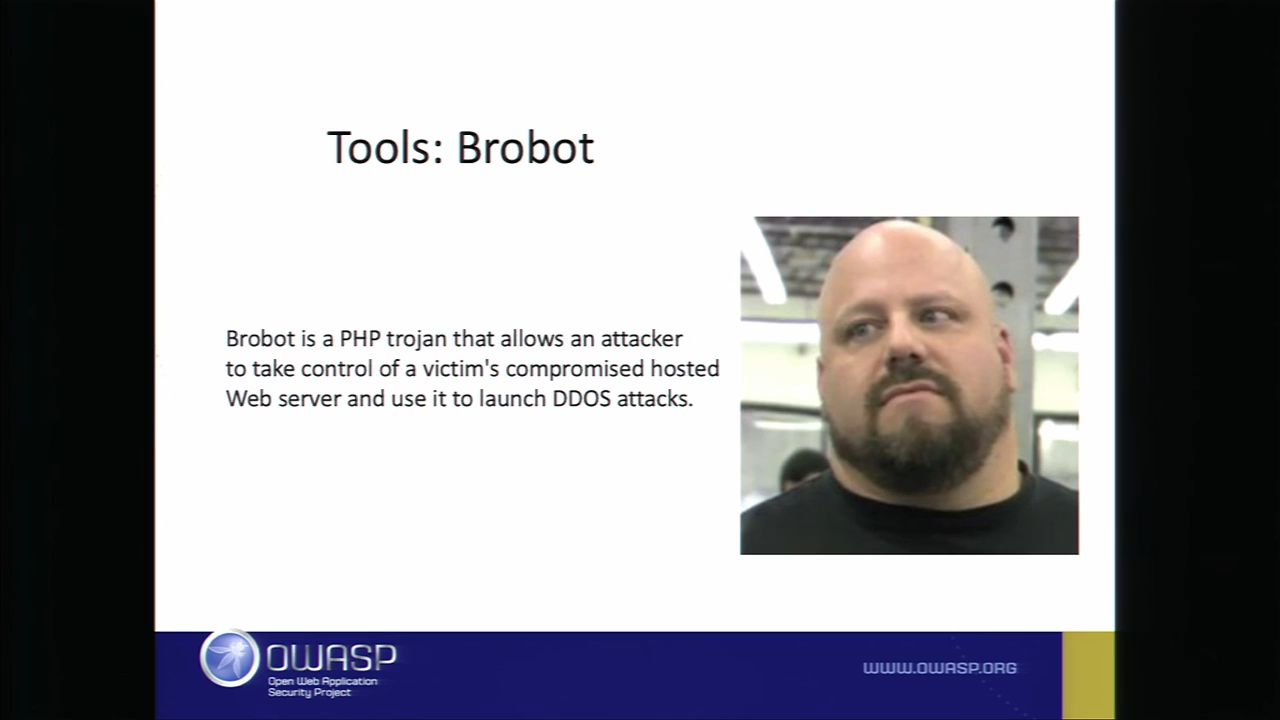 Tools: Brobot
Brobot is a PHP trojan that allows an attacker
to take control of a victim's compromised hosted
Web server and use it to launch DDOS attacks.
OWASP
Open Web Application
Security Project
WWW.OWASP.ORG